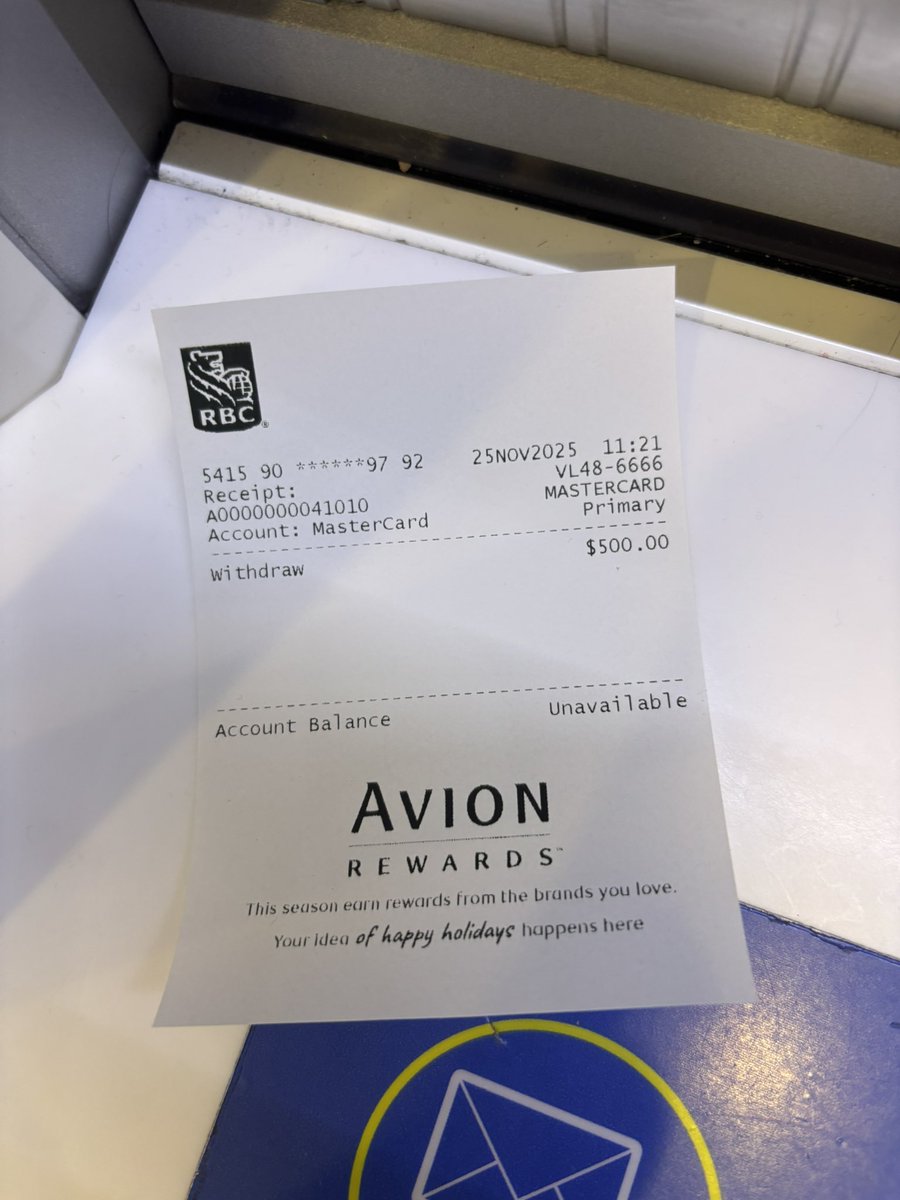 RBC®
5415 90 ******97 92 25NOV2025 11:21
Receipt: VL48-6666
A0000000041010 MASTERCARD
Account: MasterCard Primary
Withdraw $500.00
Account Balance Unavailable
AVION
REWARDS™
This season earn rewards from the brands you love.
Your idea of happy holidays happens here